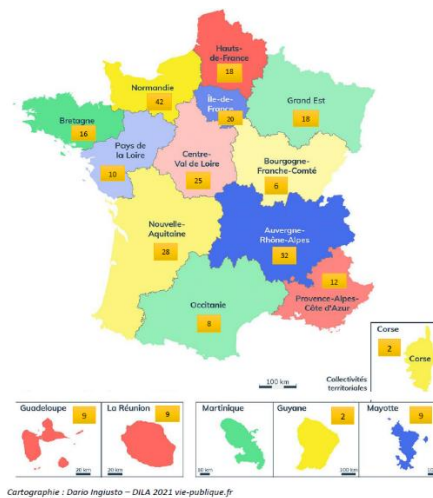 Hauts-
de-France
18
Normandie
42
Île-de-
France
20
Grand Est
18
Bretagne
16
Pays de
la Loire
10
Centre-
Val de Loire
25
Bourgogne-
Franche-Comté
6
Nouvelle-
Aquitaine
28
Auvergne-
Rhône-Alpes
32
12
Provence-Alpes-
Côte d'Azur
Occitanie
8
100 km
Corse
2
Corse
Collectivités
territoriales
Guadeloupe
9
20 km
La Réunion
9
20 km
Martinique
Guyane
2
100 km
Mayotte
9
Cartographie : Dario Ingiusto – DILA 2021 vie-publique.fr